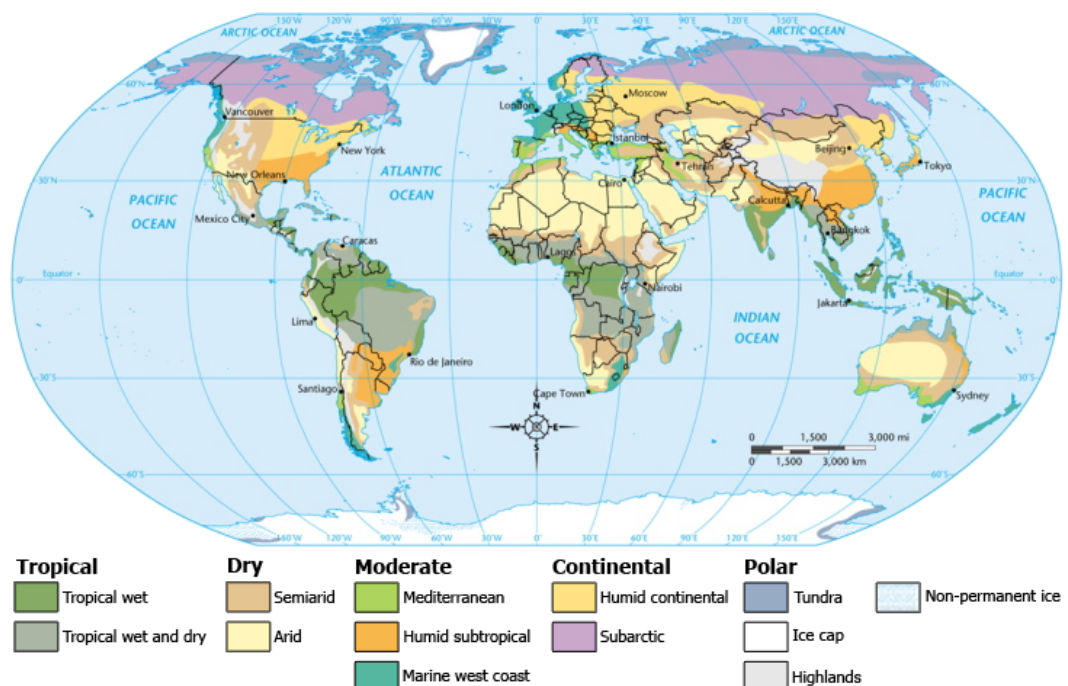 150°W 120°W 90°W 60°W 30°W 0° 30°E 60°E 90°E 120°E 150°E
ARCTIC OCEAN
ARCTIC OCEAN
60°N
60°N
Moscow
London
Vancouver
Istanbul
New York
Beijing
Tokyo
ATLANTIC
OCEAN
Tehran
New Orleans
30°N
30°N
Cairo
PACIFIC
OCEAN
PACIFIC
OCEAN
Calcutta
Mexico City
Bangkok
Caracas
Lagos
Equator
0°
Equator
0°
Nairobi
Jakarta
INDIAN
OCEAN
Lima
Rio de Janeiro
30°S
30°S
Santiago
Cape Town
Sydney
N
W E
S
0 1,500 3,000 mi
0 1,500 3,000 km
60°S
60°S
150°W 120°W 90°W 60°W 30°W 0° 30°E 60°E 90°E 120°E 150°E
Tropical
Tropical wet
Tropical wet and dry
Dry
Semiarid
Arid
Moderate
Mediterranean
Humid subtropical
Marine west coast
Continental
Humid continental
Subarctic
Polar
Tundra
Ice cap
Highlands
Non-permanent ice